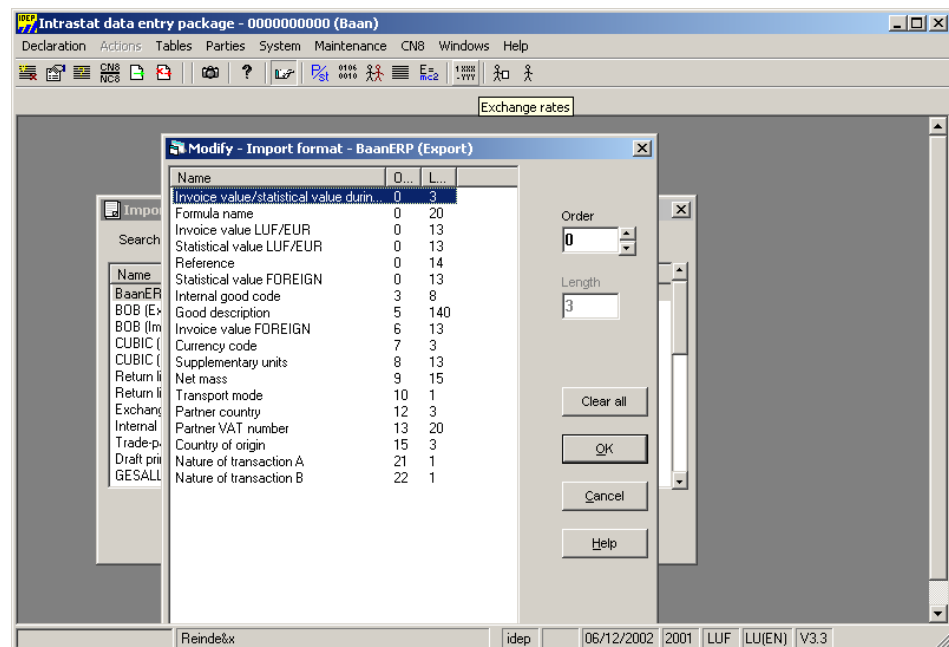 Intrastat data entry package - 0000000000 (Baan)
Declaration Actions Tables Parties System Maintenance CN8 Windows Help
Exchange rates
Modify - Import format - BaanERP (Export)
Name O... L...
Invoice value/statistical value durin... 0 3
Formula name 0 20
Invoice value LUF/EUR 0 13
Statistical value LUF/EUR 0 13
Reference 0 14
Statistical value FOREIGN 0 13
Internal good code 3 8
Good description 5 140
Invoice value FOREIGN 6 13
Currency code 7 3
Supplementary units 8 13
Net mass 9 15
Transport mode 10 1
Partner country 12 3
Partner VAT number 13 20
Country of origin 15 3
Nature of transaction A 21 1
Nature of transaction B 22 1
Order
0
Length
3
Clear all
OK
Cancel
Help
Impo
Search
Name
BaanER
BOB (Ex
BOB (Im
CUBIC (
CUBIC (
Return li
Return li
Exchang
Internal
Trade-p
Draft pri
GESALL
Reinde&x idep 06/12/2002 2001 LUF LU(EN) V3.3